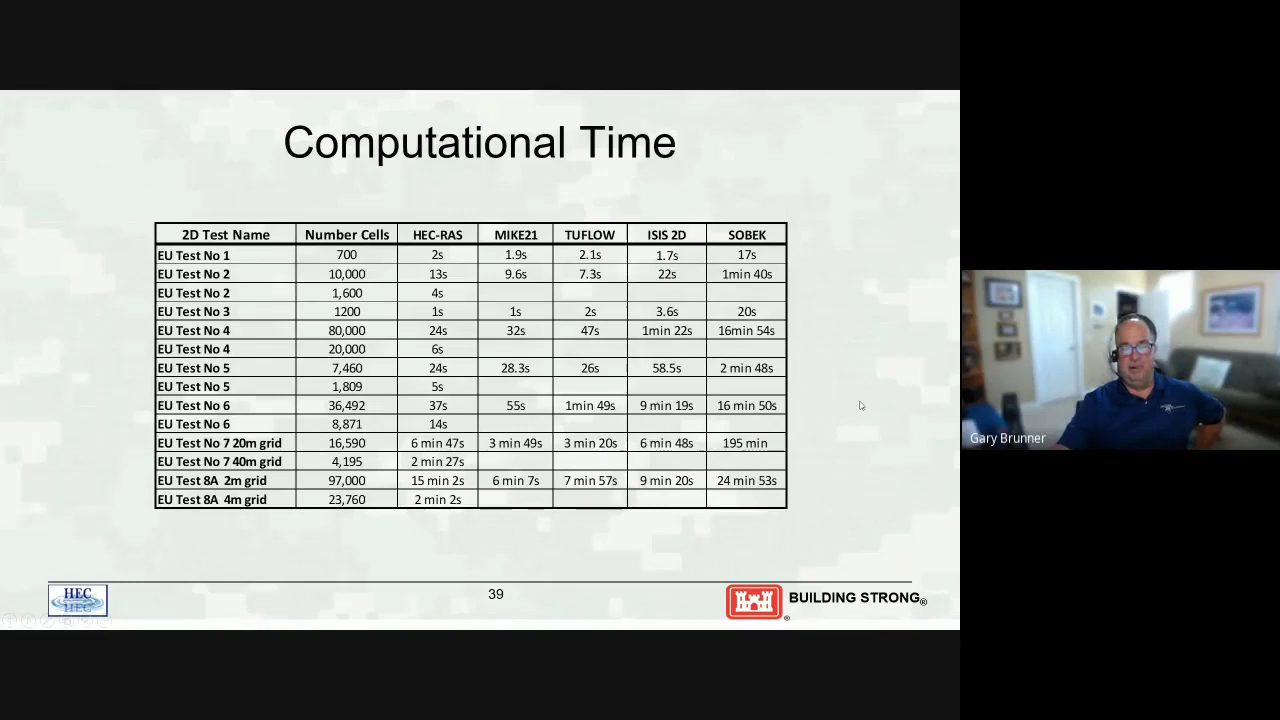 Computational Time
2D Test Name Number Cells HEC-RAS MIKE21 TUFLOW ISIS 2D SOBEK
EU Test No 1 700 2s 1.9s 2.1s 1.7s 17s
EU Test No 2 10,000 13s 9.6s 7.3s 22s 1min 40s
EU Test No 2 1,600 4s
EU Test No 3 1200 1s 1s 2s 3.6s 20s
EU Test No 4 80,000 24s 32s 47s 1min 22s 16min 54s
EU Test No 4 20,000 6s
EU Test No 5 7,460 24s 28.3s 26s 58.5s 2 min 48s
EU Test No 5 1,809 5s
EU Test No 6 36,492 37s 55s 1min 49s 9 min 19s 16 min 50s
EU Test No 6 8,871 14s
EU Test No 7 20m grid 16,590 6 min 47s 3 min 49s 3 min 20s 6 min 48s 195 min
EU Test No 7 40m grid 4,195 2 min 27s
EU Test 8A 2m grid 97,000 15 min 2s 6 min 7s 7 min 57s 9 min 20s 24 min 53s
EU Test 8A 4m grid 23,760 2 min 2s
HEC
39
®
BUILDING STRONG®
Gary Brunner